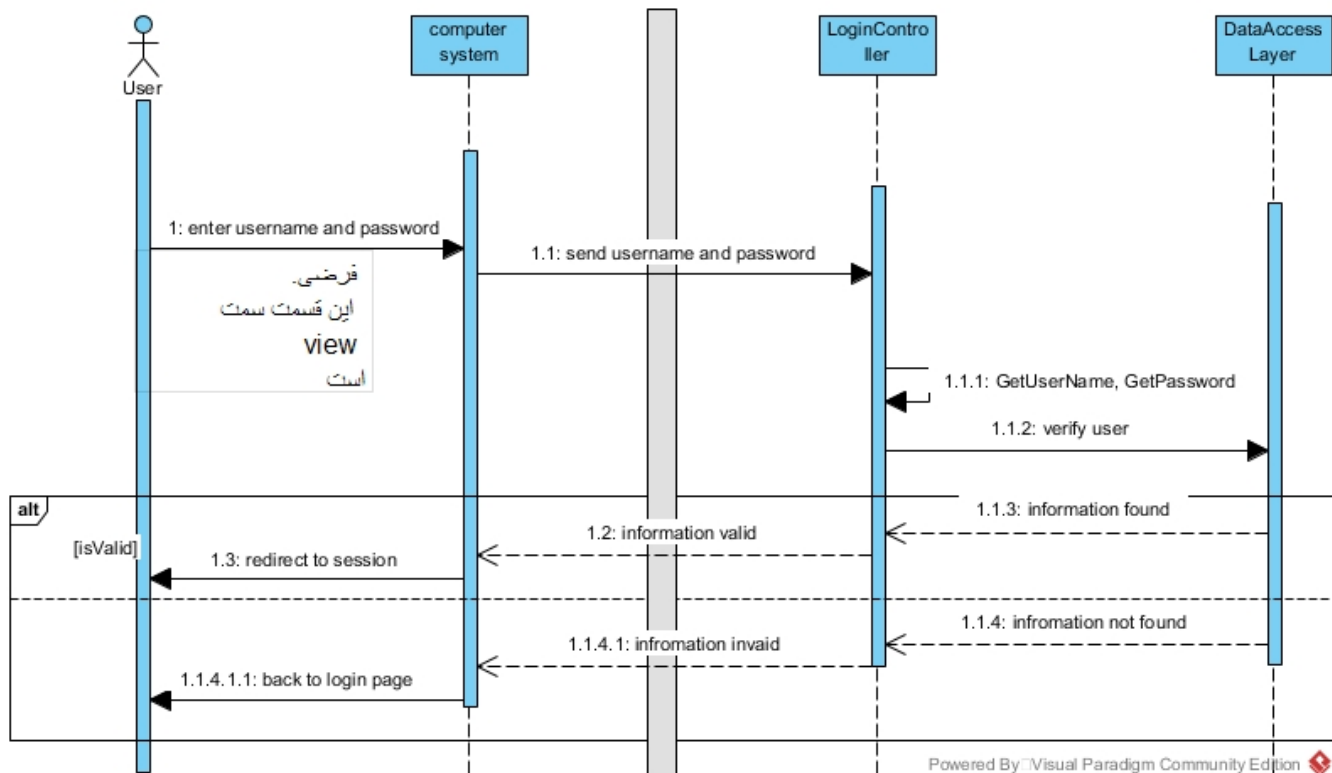 computer
system
LoginContro
ller
DataAccess
Layer
User
1: enter username and password
1.1: send username and password
فرضی.
این قسمت سمت
view
است
1.1.1: GetUserName, GetPassword
1.1.2: verify user
alt
1.1.3: information found
[isValid]
1.2: information valid
1.3: redirect to session
1.1.4: infromation not found
1.1.4.1: infromation invaid
1.1.4.1.1: back to login page
Powered By Visual Paradigm Community Edition